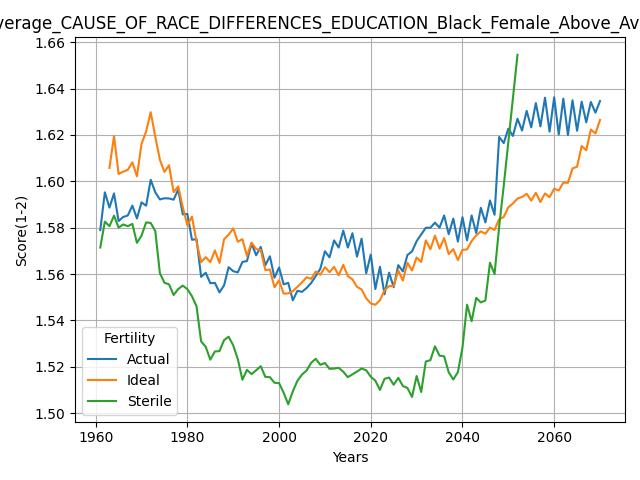 verage_CAUSE_OF_RACE_DIFFERENCES_EDUCATION_Black_Female_Above_Av
1.66
1.64
1.62
1.60
1.58
1.56
1.54
1.52
1.50
Score(1-2)
Fertility
Actual
Ideal
Sterile
1960
1980
2000
2020
2040
2060
Years